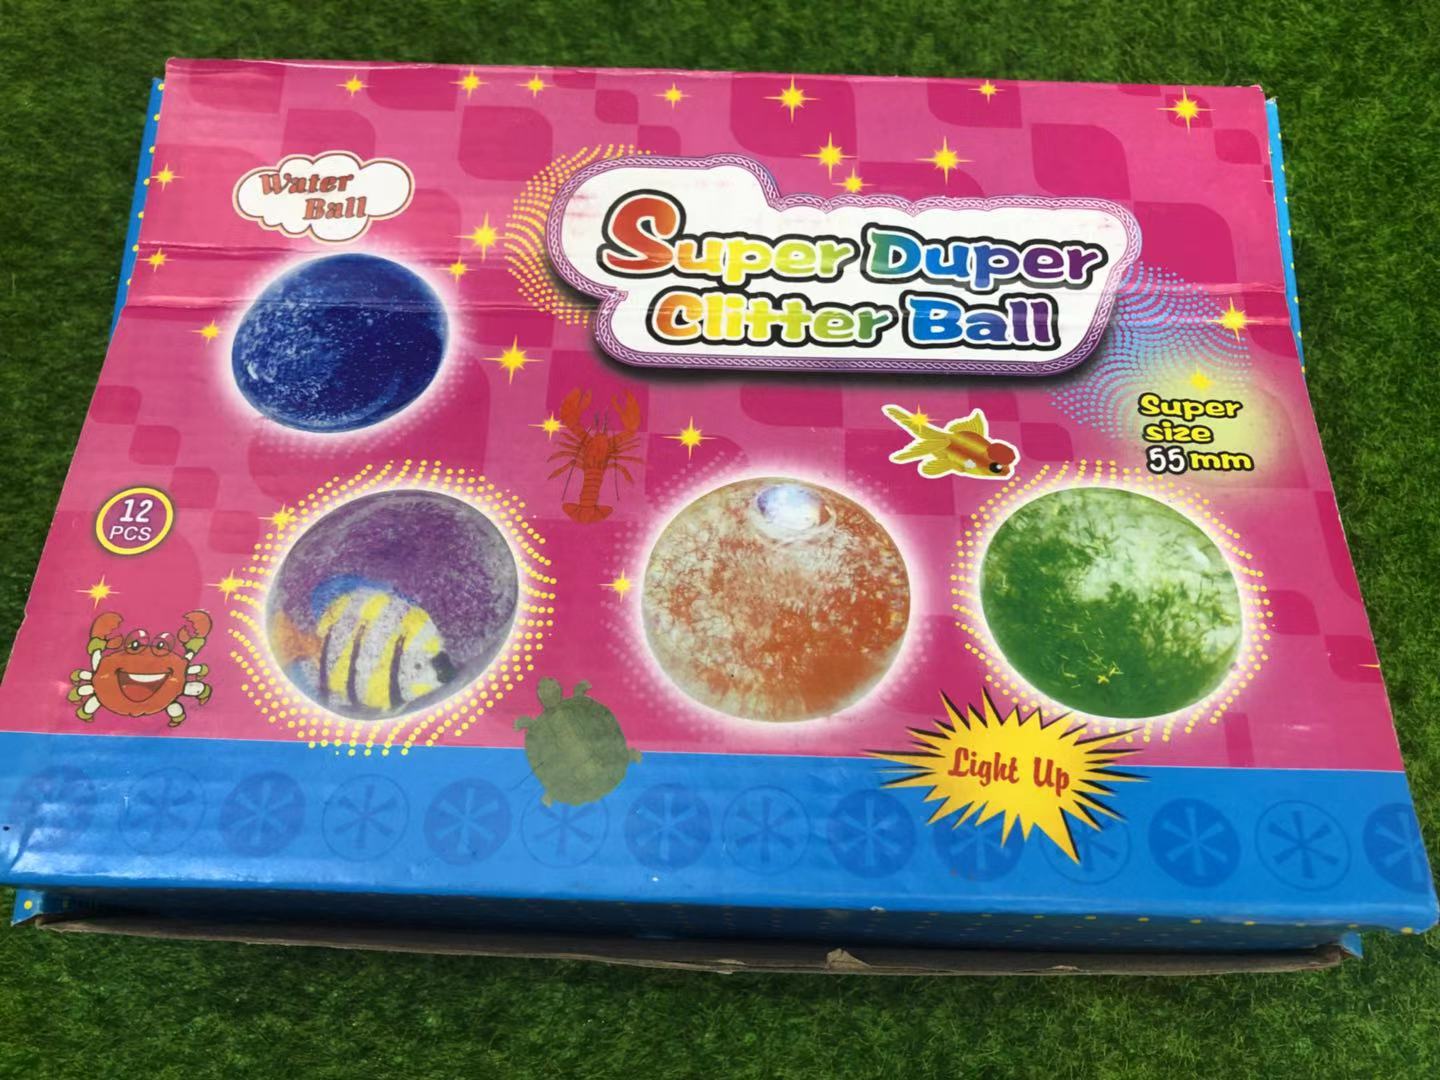 Water
Ball
Super Duper
Clitter Ball
Super
size
55mm
12
PCS
Light Up